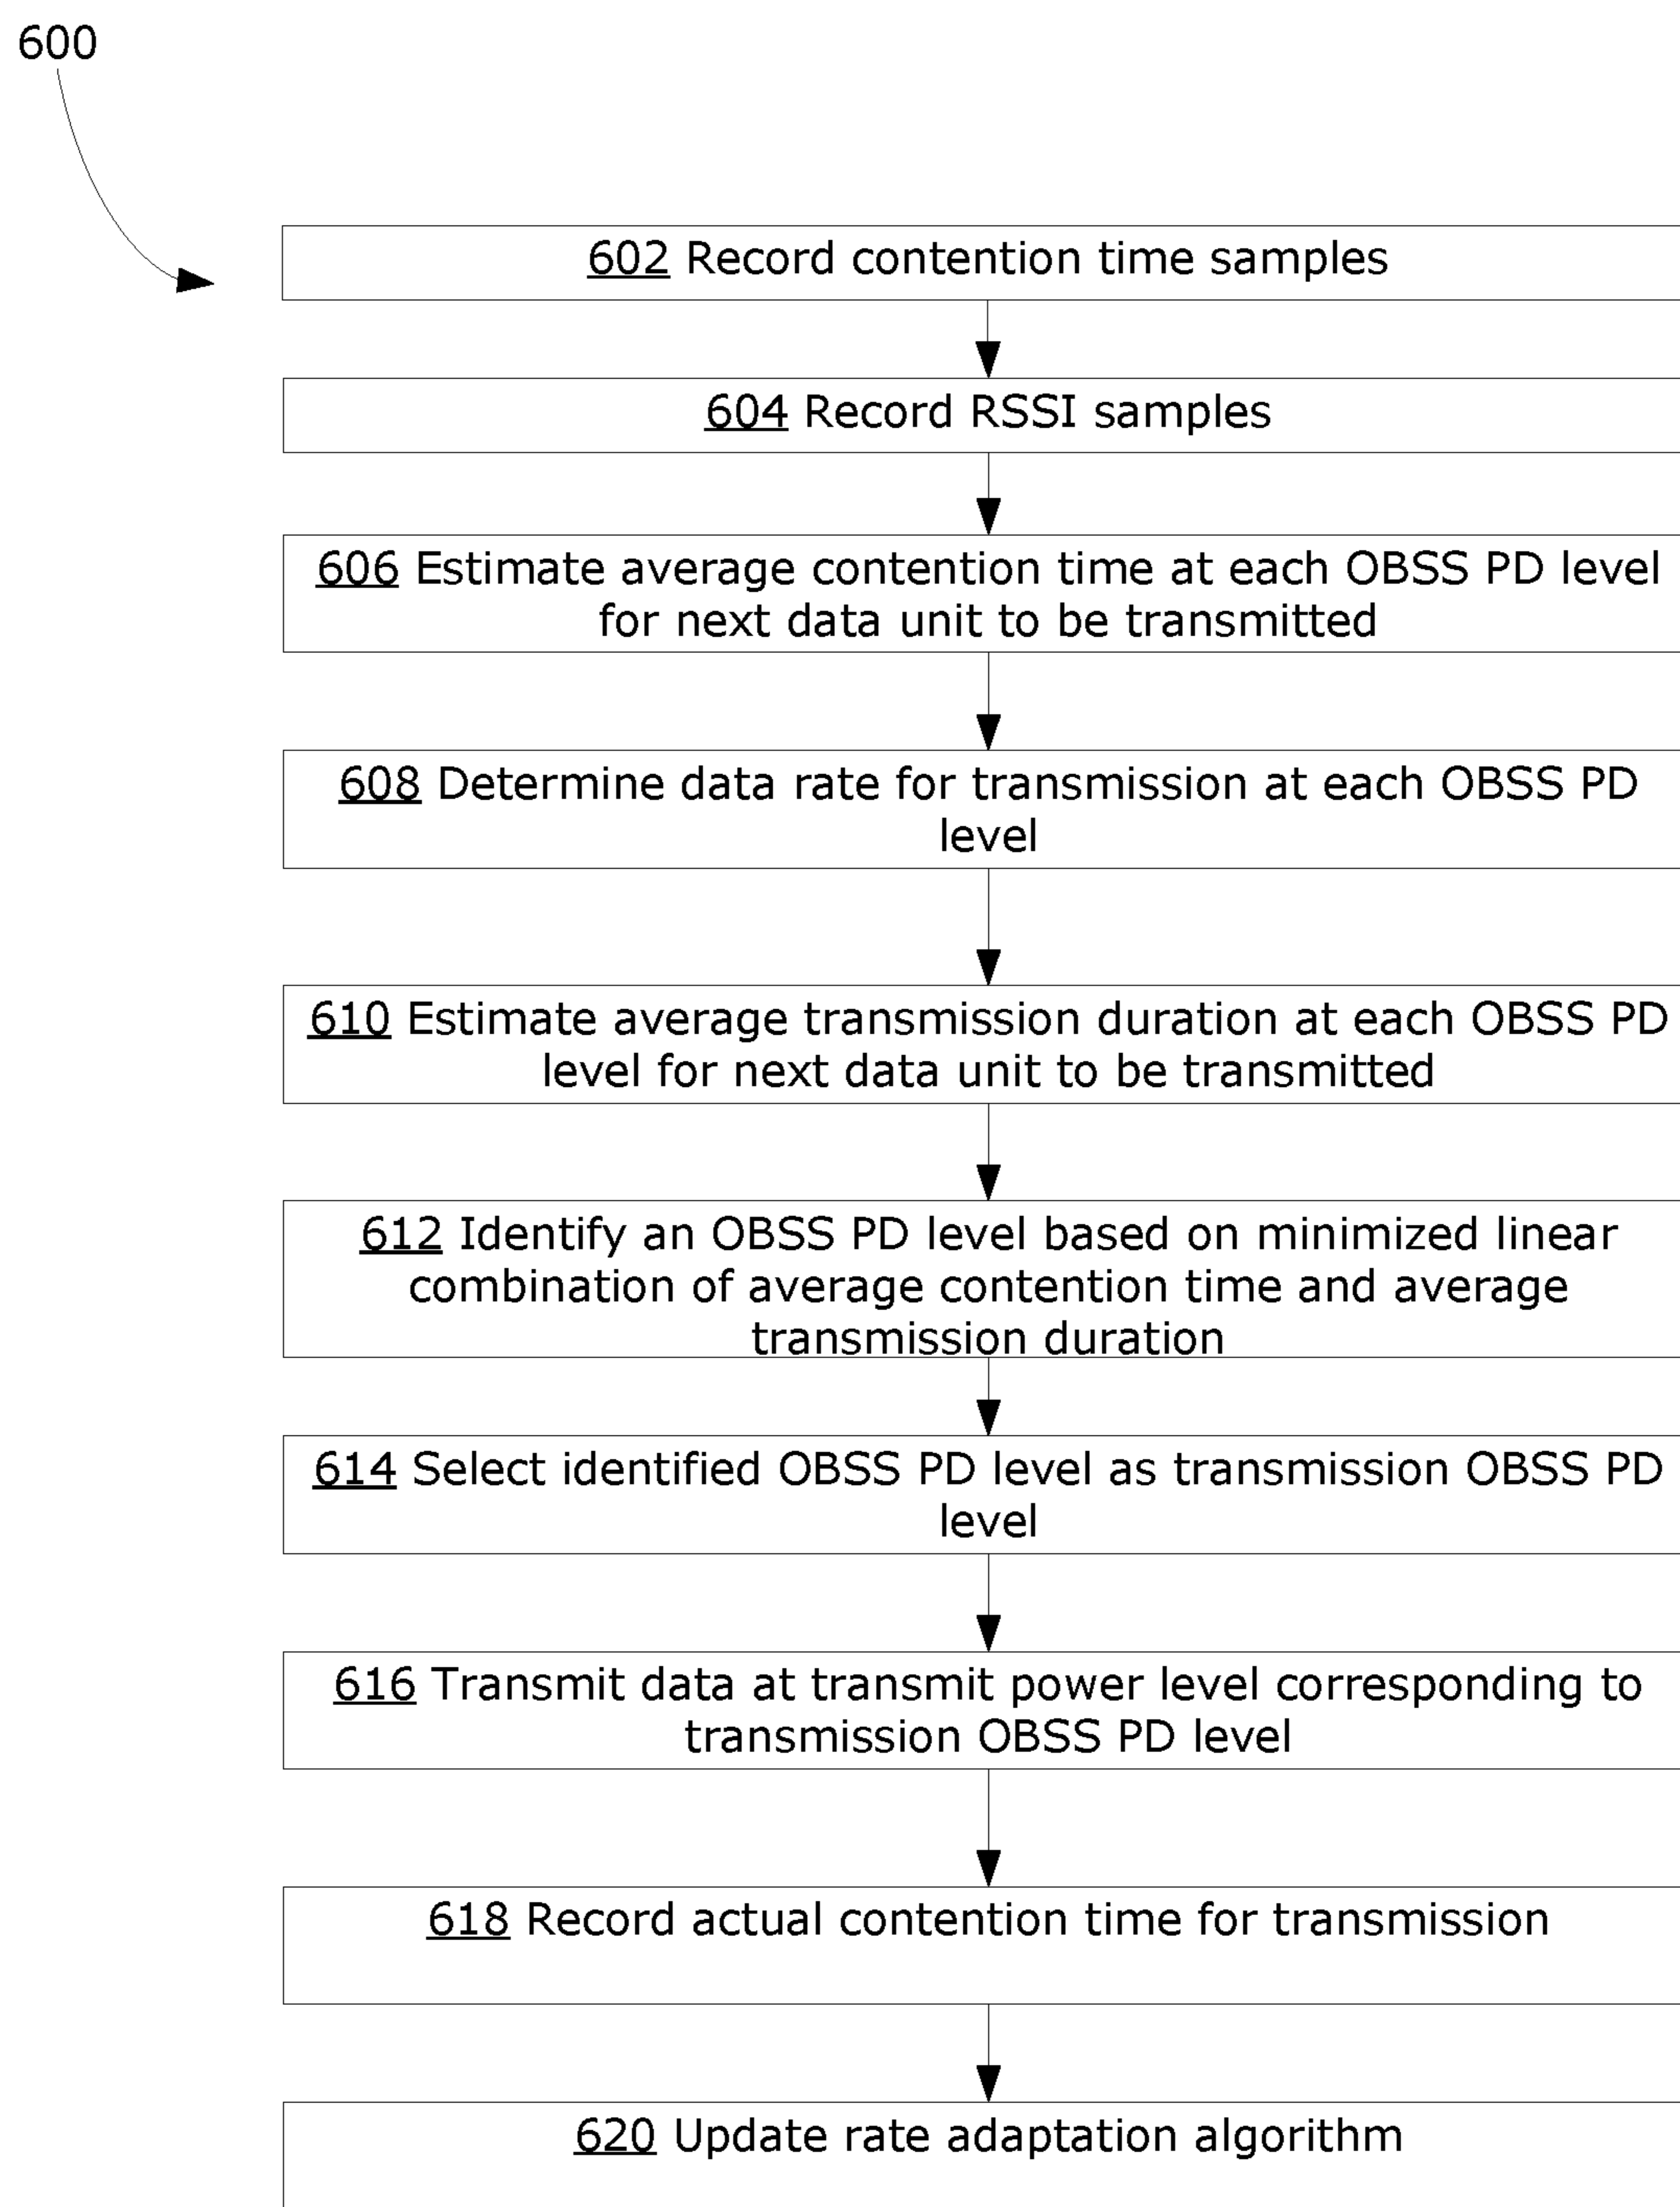 600
602 Record contention time samples
604 Record RSSI samples
606 Estimate average contention time at each OBSS PD level
for next data unit to be transmitted
608 Determine data rate for transmission at each OBSS PD
level
610 Estimate average transmission duration at each OBSS PD
level for next data unit to be transmitted
612 Identify an OBSS PD level based on minimized linear
combination of average contention time and average
transmission duration
614 Select identified OBSS PD level as transmission OBSS PD
level
616 Transmit data at transmit power level corresponding to
transmission OBSS PD level
618 Record actual contention time for transmission
620 Update rate adaptation algorithm